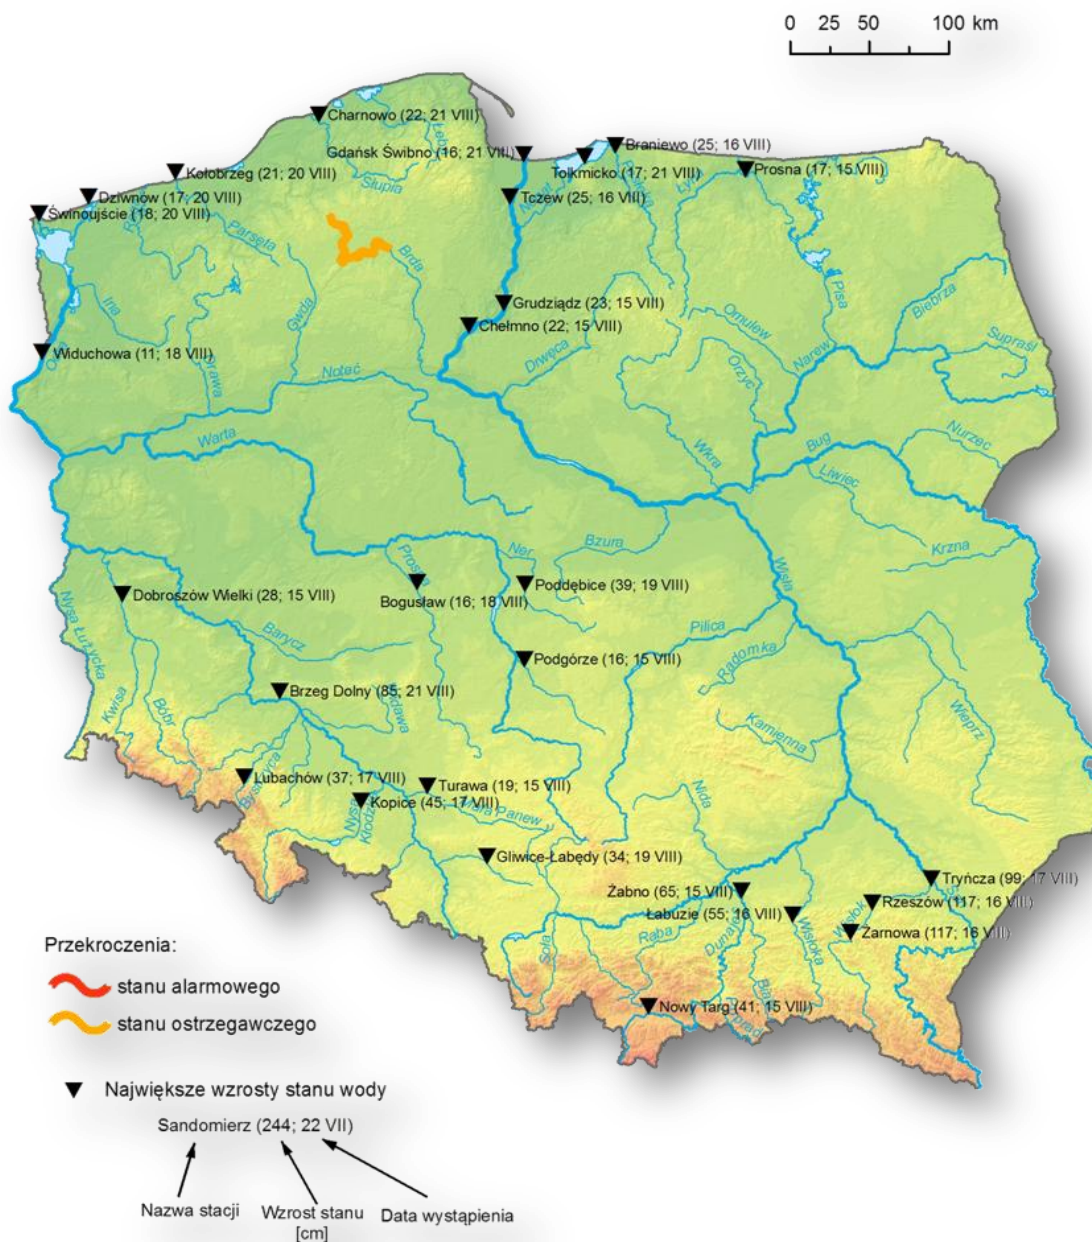 0 25 50 100 km
Charnowo (22; 21 VIII)
Łeba
Gdańsk Świbno (16; 21 VIII)
Braniewo (25; 16 VIII)
Tolkmicko (17; 21 VIII)
Prosna (17; 15 VIII)
Kołobrzeg (21; 20 VIII)
Słupia
Dziwnów (17; 20 VIII)
Tczew (25; 16 VIII)
Świnoujście (18; 20 VIII)
Parsęta
Brda
Pisa
Biebrza
Ina
Gwda
Grudziądz (23; 15 VIII)
Omulew
Chełmno (22; 15 VIII)
Supraśl
Widuchowa (11; 18 VIII)
Drwęca
Narew
Drawa
Noteć
Orzyc
Warta
Wkra
Bug
Nurzec
Liwiec
Ner
Bzura
Krzna
Prosna
Wisła
Poddębice (39; 19 VIII)
Dobroszów Wielki (28; 15 VIII)
Bogusław (16; 18 VIII)
Nysa Łużycka
Barycz
Pilica
Radomka
Podgórze (16; 15 VIII)
Kwisa
Bóbr
Brzeg Dolny (85; 21 VIII)
Widawa
Kamienna
Wieprz
Bystrzyca
Lubachów (37; 17 VIII)
Turawa (19; 15 VIII)
Nida
Kopice (45; 17 VIII)
Nysa
Kłodz
Mała Panew
Gliwice-Łabędy (34; 19 VIII)
Tryńcza (99; 17 VIII)
Żabno (65; 15 VIII)
Rzeszów (117; 16 VIII)
Łabuzie (55; 16 VIII)
Wisłok
Żarnowa (117; 16 VIII)
Raba
Dunajec
Wisłoka
Soła
Nowy Targ (41; 15 VIII)
Przekroczenia:
stanu alarmowego
stanu ostrzegawczego
Największe wzrosty stanu wody
Sandomierz (244; 22 VII)
Nazwa stacji
Wzrost stanu
[cm]
Data wystąpienia